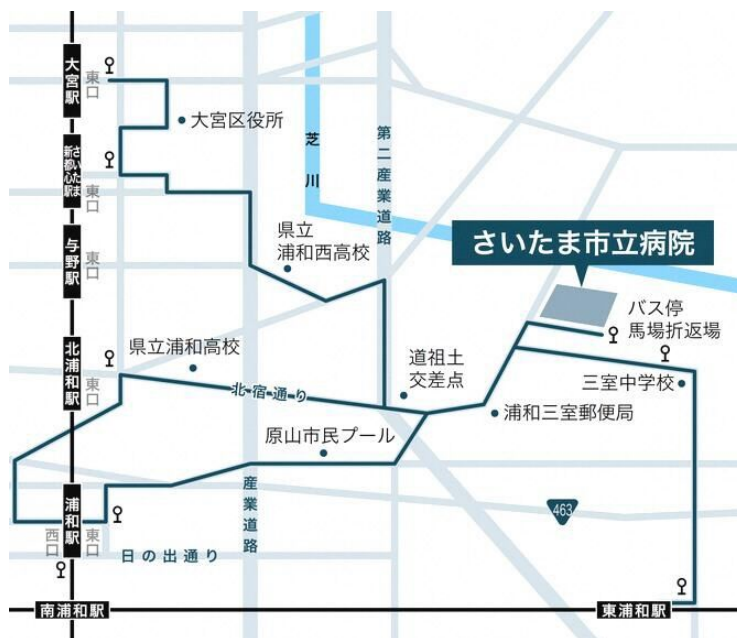 大宮駅
東口
大宮区役所
さいたま
新都心駅
東口
芝川
第二産業道路
県立
浦和西高校
さいたま市立病院
与野駅
東口
バス停
馬場折返場
北浦和駅
東口
県立浦和高校
北宿通り
道祖土
交差点
三室中学校
浦和三室郵便局
原山市民プール
産業道路
463
浦和駅
西口
東口
日の出通り
南浦和駅
東浦和駅